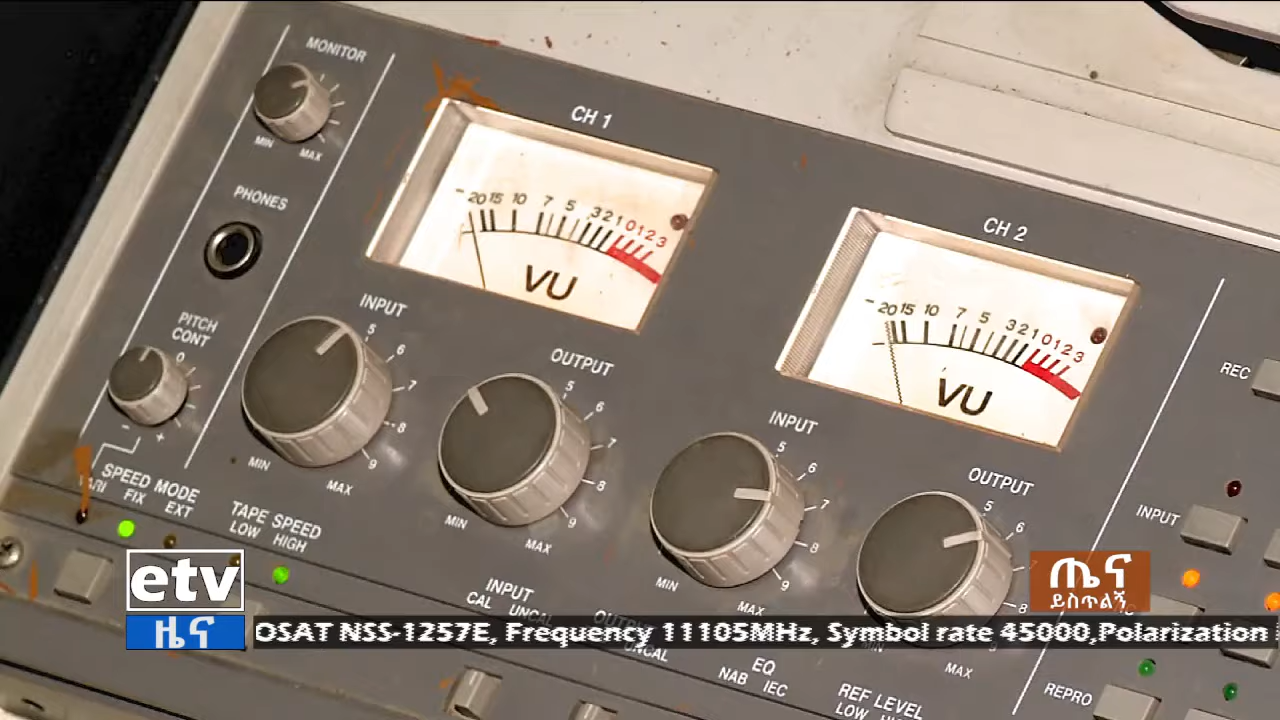 MONITOR
MIN MAX
PHONES
PITCH
CONT
0
- +
SPEED MODE
VARI FIX EXT
TAPE SPEED
LOW HIGH
CH 1
- 20 15 10 7 5 3 2 1 0 1 2 3
VU
INPUT
5 6 7 8 9
MIN MAX
OUTPUT
5 6 7 8 9
MIN MAX
CH 2
- 20 15 10 7 5 3 2 1 0 1 2 3
VU
INPUT
5 6 7 8 9
MIN MAX
OUTPUT
5 6 8 9
MIN MAX
INPUT
CAL UNCAL
OUTPUT
UNCAL
EQ
NAB IEC
REF LEVEL
LOW
REC
INPUT
REPRO
etv
ዜና
ጤና
ይስጥልኝ
OSAT NSS-1257E, Frequency 11105MHz, Symbol rate 45000,Polarization